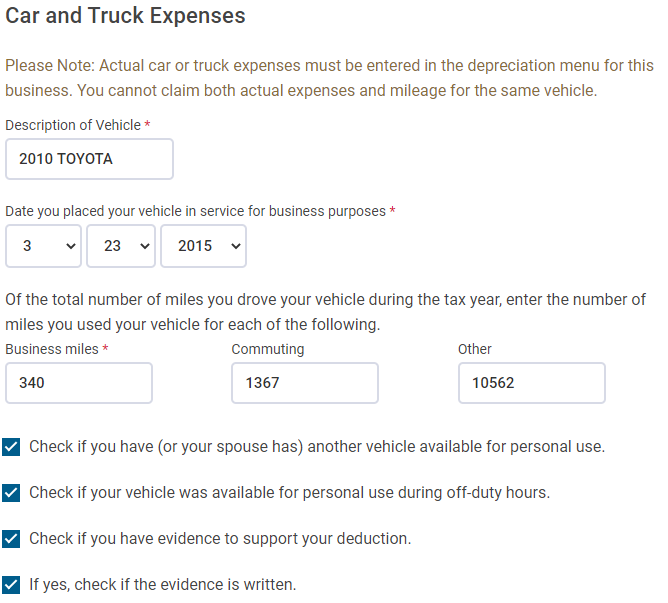 Car and Truck Expenses
Please Note: Actual car or truck expenses must be entered in the depreciation menu for this
business. You cannot claim both actual expenses and mileage for the same vehicle.
Description of Vehicle *
2010 TOYOTA
Date you placed your vehicle in service for business purposes *
3 23 2015
Of the total number of miles you drove your vehicle during the tax year, enter the number of
miles you used your vehicle for each of the following.
Business miles * Commuting Other
340 1367 10562
Check if you have (or your spouse has) another vehicle available for personal use.
Check if your vehicle was available for personal use during off-duty hours.
Check if you have evidence to support your deduction.
If yes, check if the evidence is written.